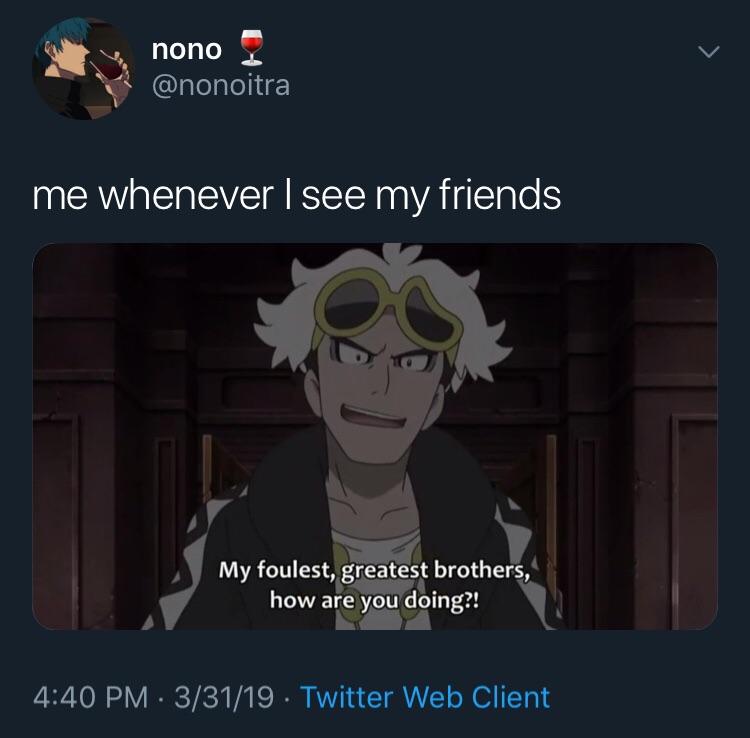 nono 🍷
@nonoitra
me whenever I see my friends
My foulest, greatest brothers,
how are you doing?!
4:40 PM · 3/31/19 · Twitter Web Client